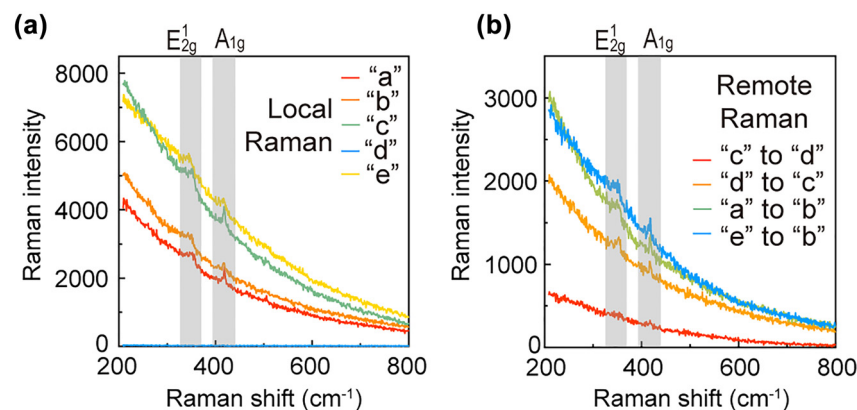 (a)
E¹₂g A₁g
8000
6000
4000
2000
0
Raman intensity
Local
Raman
“a”
“b”
“c”
“d”
“e”
200 400 600 800
Raman shift (cm⁻¹)
(b)
E¹₂g A₁g
3000
2000
1000
0
Raman intensity
Remote
Raman
“c” to “d”
“d” to “c”
“a” to “b”
“e” to “b”
200 400 600 800
Raman shift (cm⁻¹)